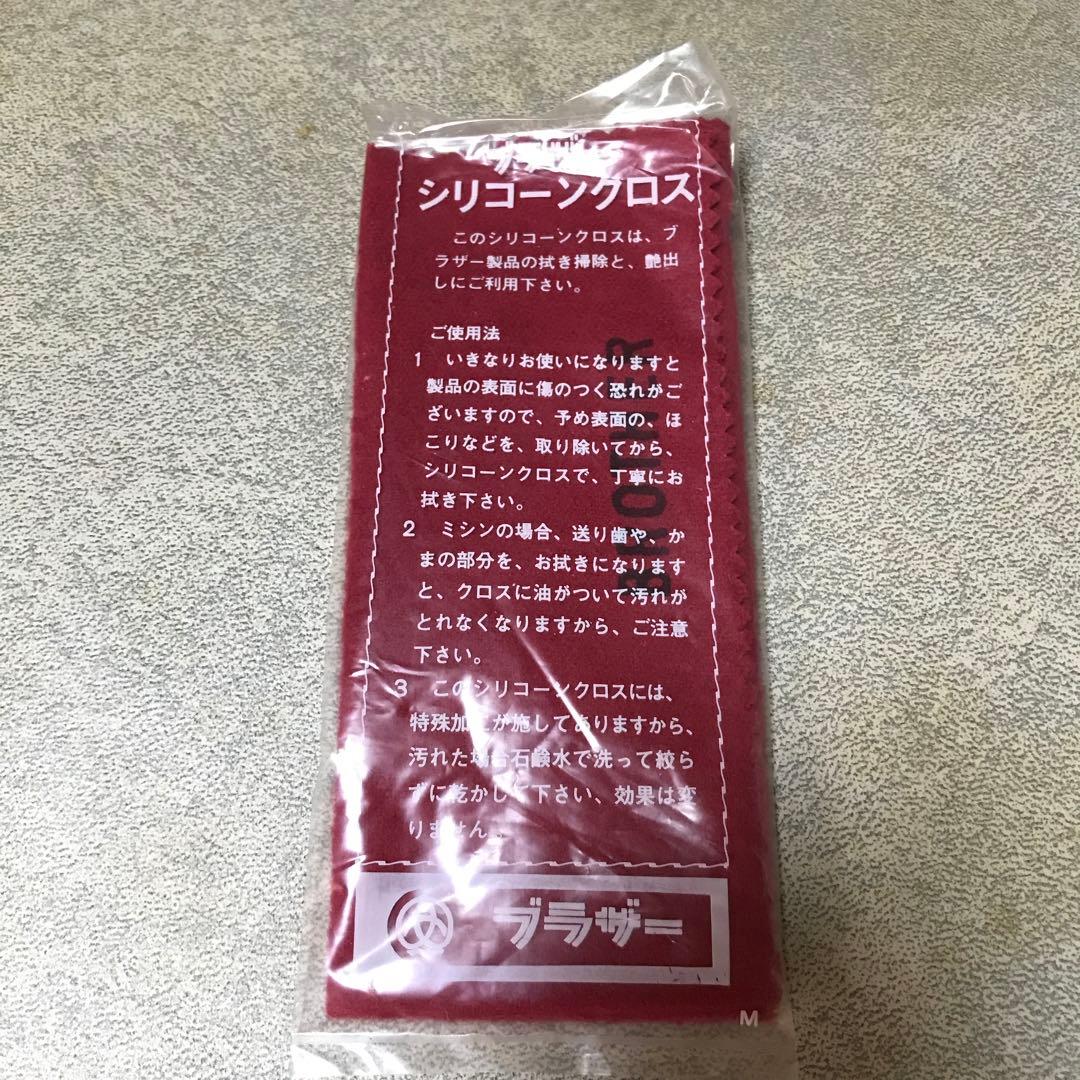 ブラザー
シリコーンクロス
このシリコーンクロスは、ブ
ラザー製品の拭き掃除と、艶出
しにご利用下さい。
ご使用法
1 いきなりお使いになりますと
製品の表面に傷のつく恐れがご
ざいますので、予め表面の、ほ
こりなどを、取り除いてから、
シリコーンクロスで、丁寧にお
拭き下さい。
2 ミシンの場合、送り歯や、か
まの部分を、お拭きになります
と、クロスに油がついて汚れが
とれなくなりますから、ご注意
下さい。
3 このシリコーンクロスには、
特殊加工が施してありますから、
汚れた場合石鹸水で洗って絞ら
ずに乾かして下さい、効果は変
りません。
BROTHER
ブラザー
M